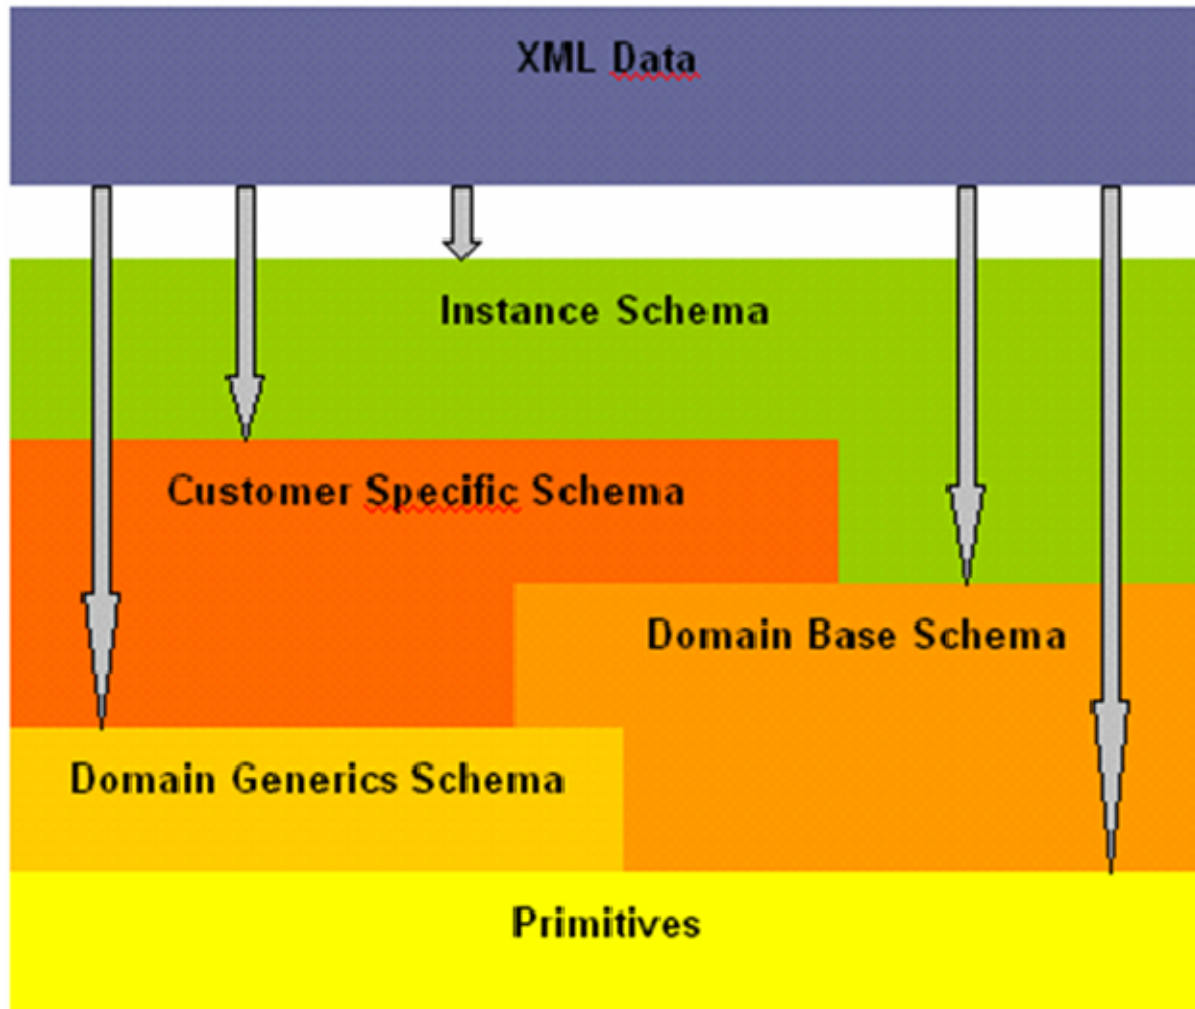 XML Data
Instance Schema
Customer Specific Schema
Domain Base Schema
Domain Generics Schema
Primitives